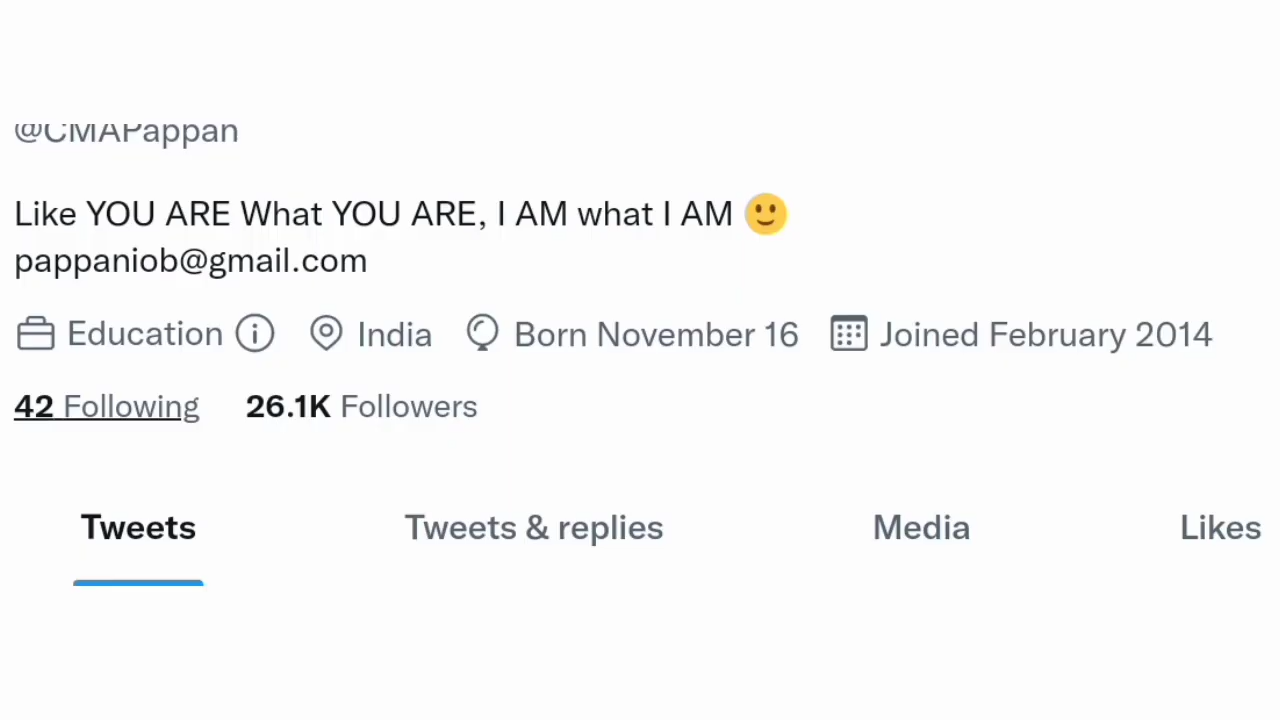 @CMAPappan
Like YOU ARE What YOU ARE, I AM what I AM 🙂
pappaniob@gmail.com
Education India Born November 16 Joined February 2014
42 Following 26.1K Followers
Tweets Tweets & replies Media Likes